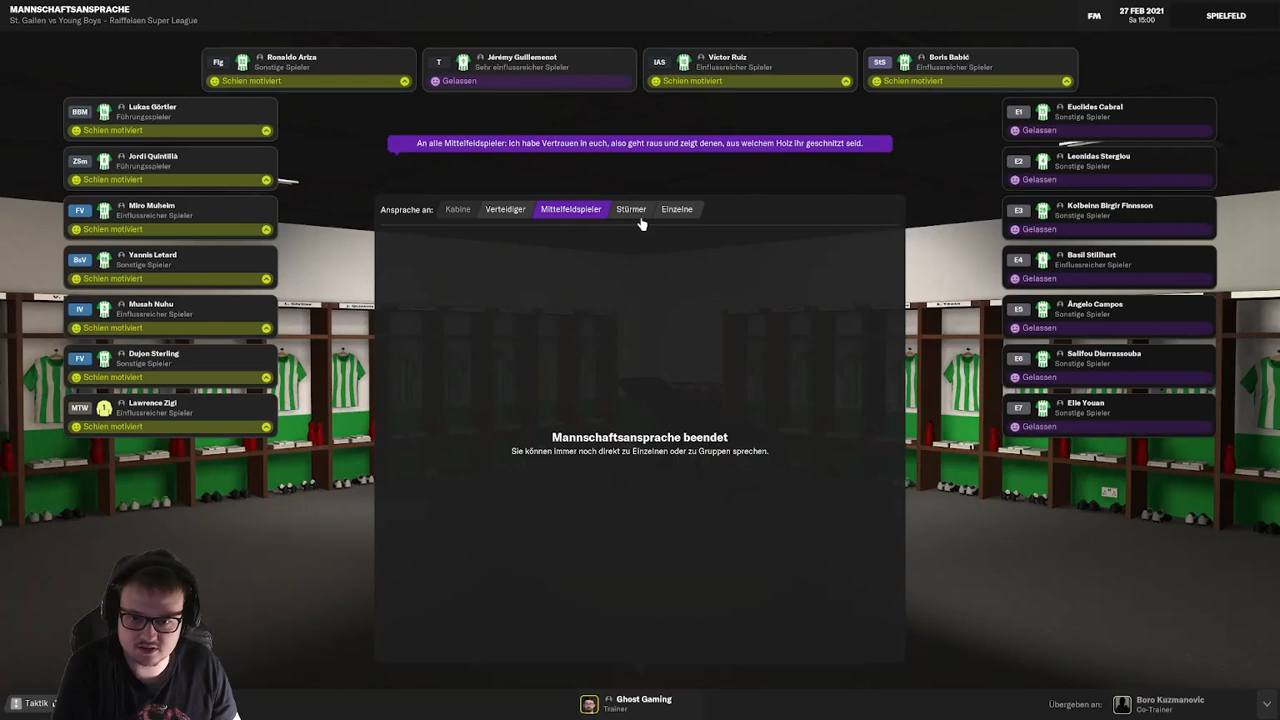 MANNSCHAFTSANSPRACHE
St. Gallen vs Young Boys - Raiffeisen Super League
FM
27 FEB 2021
Sa 15:00
SPIELFELD
Flg
Ronaldo Ariza
Sonstige Spieler
Schien motiviert
T
Jérémy Guillemenot
Sehr einflussreicher Spieler
Gelassen
IAS
Víctor Ruiz
Einflussreicher Spieler
Schien motiviert
StS
Boris Babić
Einflussreicher Spieler
Schien motiviert
BBM
Lukas Görtler
Führungsspieler
Schien motiviert
ZSm
Jordi Quintillà
Führungsspieler
Schien motiviert
FV
Miro Muheim
Einflussreicher Spieler
Schien motiviert
BsV
Yannis Letard
Sonstige Spieler
Schien motiviert
IV
Musah Nuhu
Einflussreicher Spieler
Schien motiviert
FV
Dujon Sterling
Sonstige Spieler
Schien motiviert
MTW
Lawrence Zigi
Einflussreicher Spieler
Schien motiviert
An alle Mittelfeldspieler: Ich habe Vertrauen in euch, also geht raus und zeigt denen, aus welchem Holz ihr geschnitzt seid.
Ansprache an:
Kabine
Verteidiger
Mittelfeldspieler
Stürmer
Einzelne
Mannschaftsansprache beendet
Sie können immer noch direkt zu Einzelnen oder zu Gruppen sprechen.
E1
Euclides Cabral
Sonstige Spieler
Gelassen
E2
Leonidas Stergiou
Sonstige Spieler
Gelassen
E3
Kolbeinn Birgir Finnsson
Sonstige Spieler
Gelassen
E4
Basil Stillhart
Einflussreicher Spieler
Gelassen
E5
Ângelo Campos
Sonstige Spieler
Gelassen
E6
Salifou Diarrassouba
Sonstige Spieler
Gelassen
E7
Elie Youan
Sonstige Spieler
Gelassen
Taktik
Ghost Gaming
Trainer
Übergeben an:
Boro Kuzmanovic
Co-Trainer